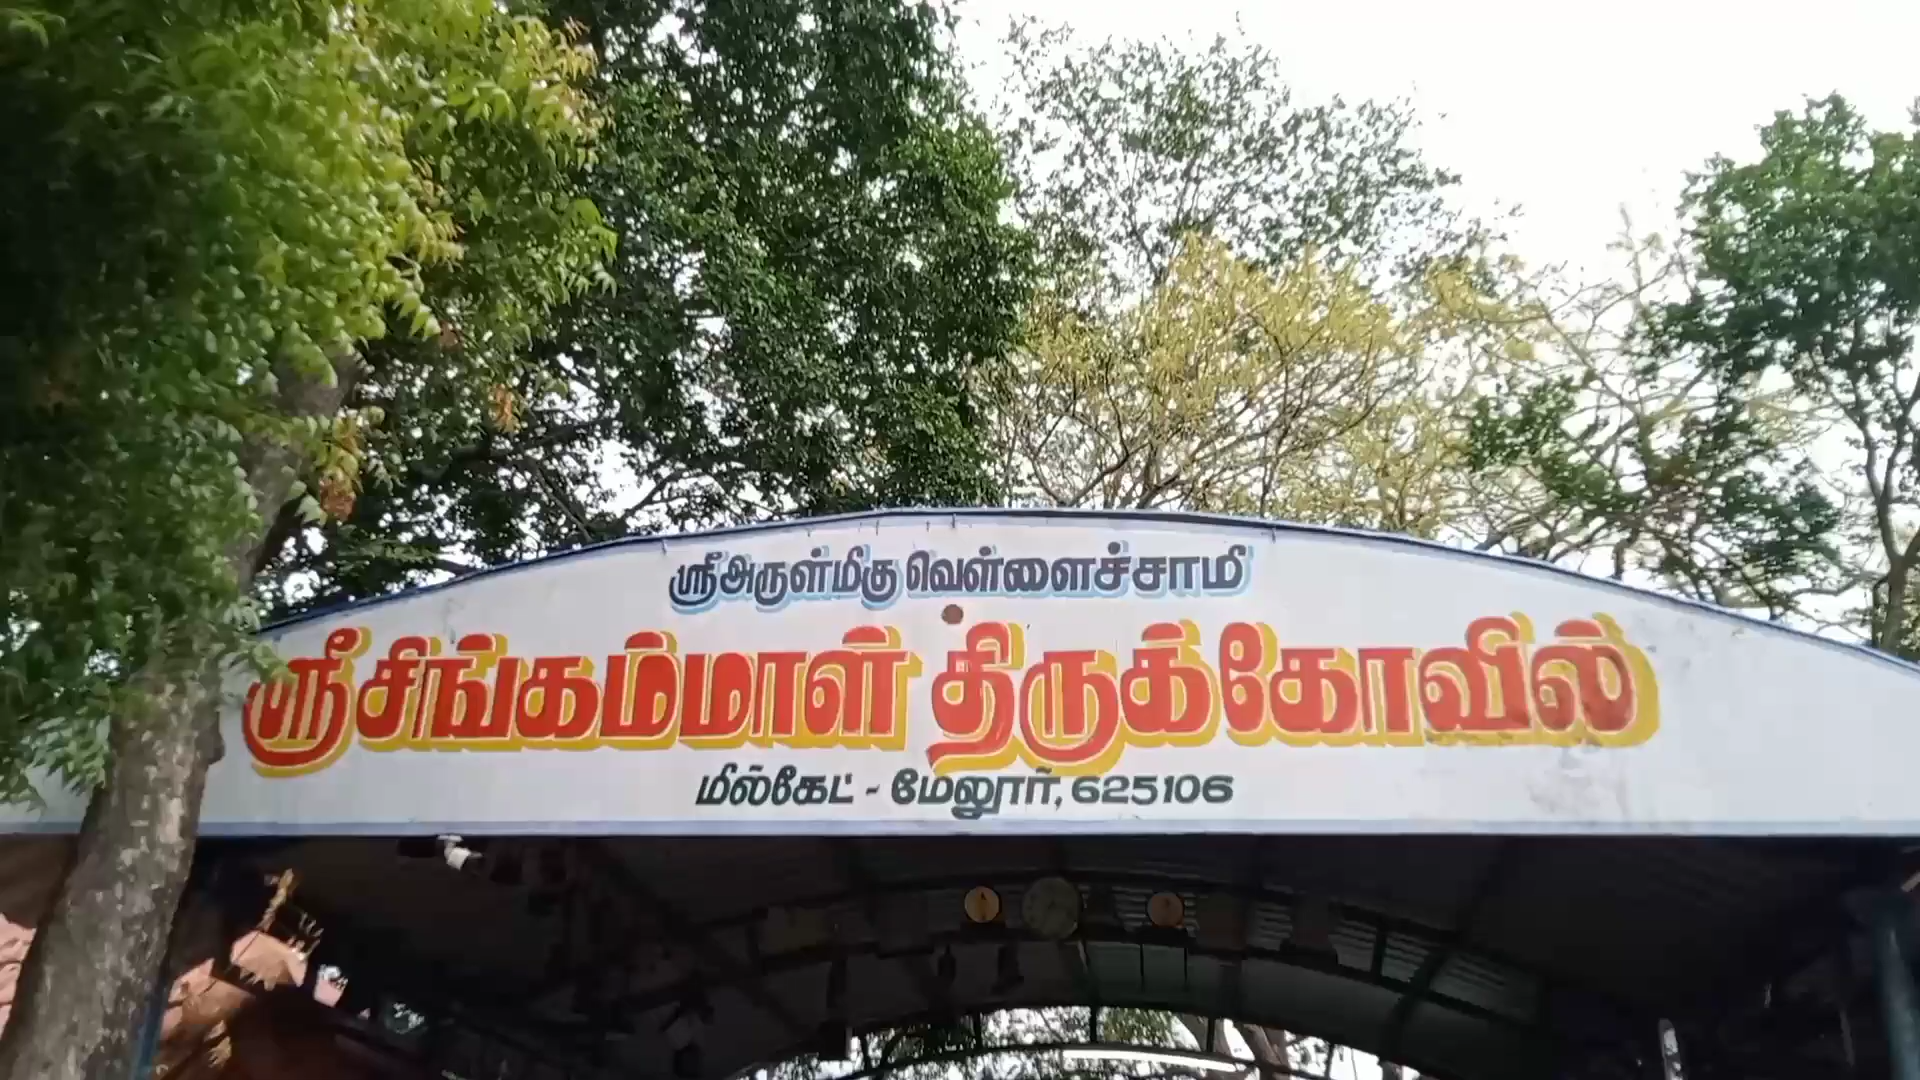 ஸ்ரீஅருள்மிகு வெள்ளைச்சாமி
ஸ்ரீசிங்கம்மாள் திருக்கோவில்
மில்கேட் - மேலூர், 625106